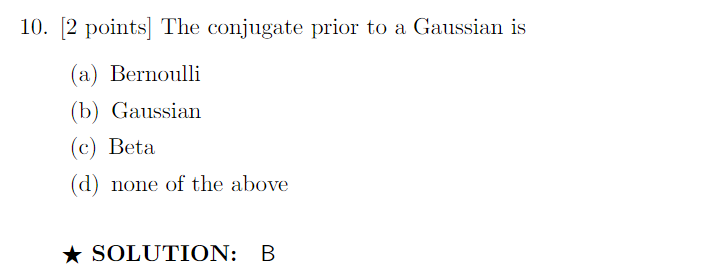 10. [2 points] The conjugate prior to a Gaussian is
(a) Bernoulli
(b) Gaussian
(c) Beta
(d) none of the above
★ SOLUTION: B